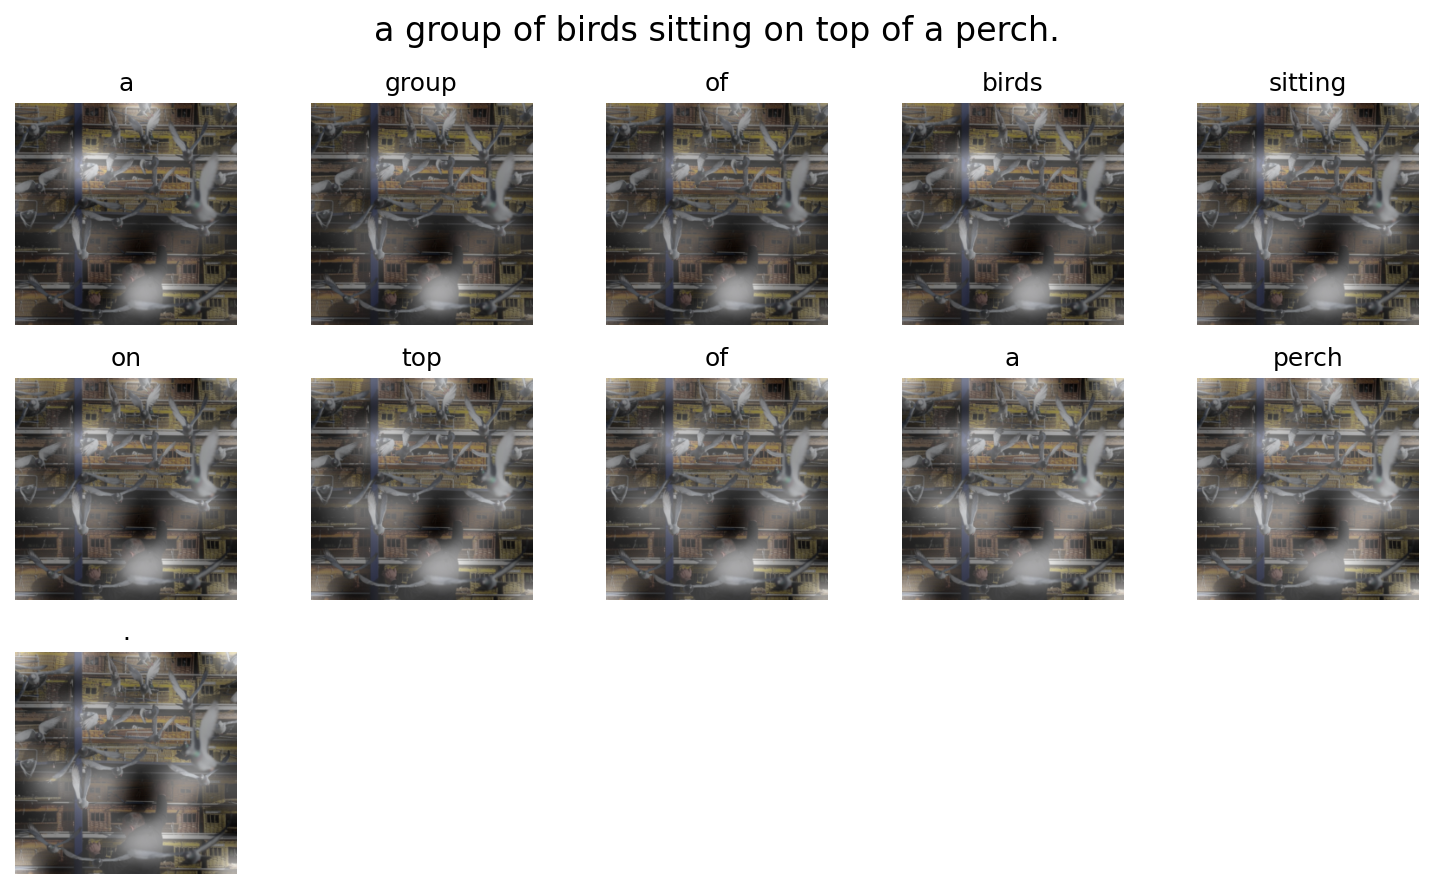 a group of birds sitting on top of a perch.
a group of birds sitting
on top of a perch
.